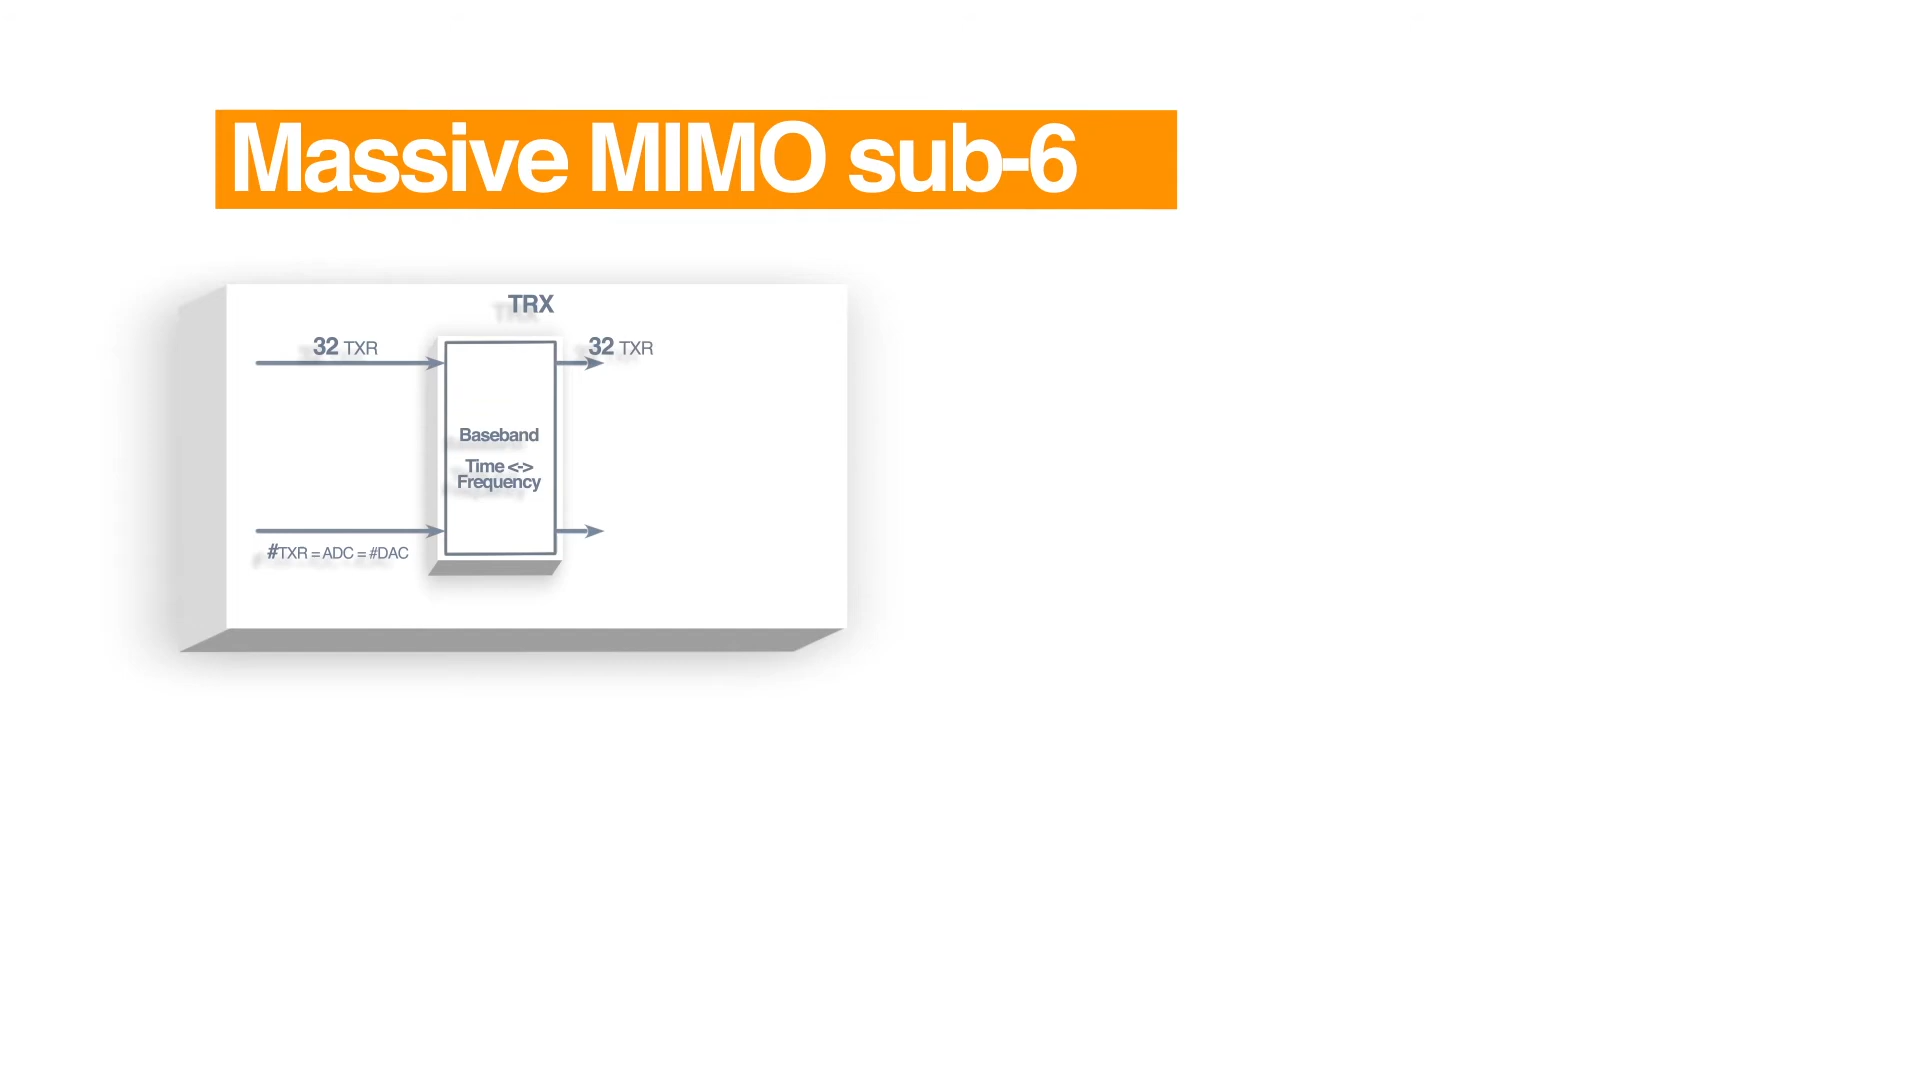 Massive MIMO sub-6
TRX
32 TXR
32 TXR
Baseband
Time <->
Frequency
#TXR = ADC = #DAC